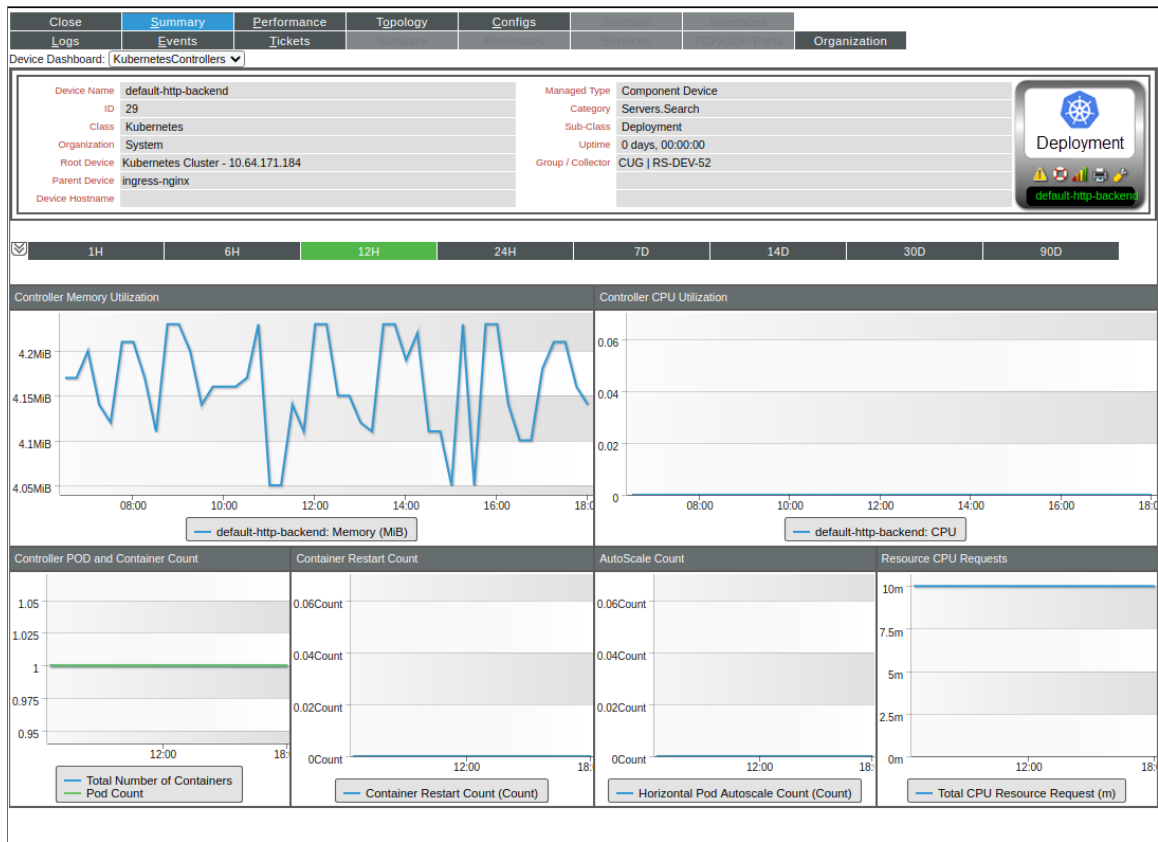 Close Summary Performance Topology Configs Journals Interfaces
Logs Events Tickets Software Processes Services TCP/UDP Ports Organization
Device Dashboard: KubernetesControllers
Device Name default-http-backend Managed Type Component Device
ID 29 Category Servers.Search
Class Kubernetes Sub-Class Deployment
Organization System Uptime 0 days, 00:00:00
Root Device Kubernetes Cluster - 10.64.171.184 Group / Collector CUG | RS-DEV-52
Parent Device ingress-nginx
Device Hostname
Deployment
default-http-backend
1H 6H 12H 24H 7D 14D 30D 90D
Controller Memory Utilization
4.2MiB
4.15MiB
4.1MiB
4.05MiB
08:00 10:00 12:00 14:00 16:00 18:0
default-http-backend: Memory (MiB)
Controller CPU Utilization
0.06
0.04
0.02
0
08:00 10:00 12:00 14:00 16:00 18:0
default-http-backend: CPU
Controller POD and Container Count
1.05
1.025
1
0.975
0.95
12:00 18:
Total Number of Containers
Pod Count
Container Restart Count
0.06Count
0.04Count
0.02Count
0Count
12:00 18:
Container Restart Count (Count)
AutoScale Count
0.06Count
0.04Count
0.02Count
0Count
12:00 18:
Horizontal Pod Autoscale Count (Count)
Resource CPU Requests
10m
7.5m
5m
2.5m
0m
12:00 18:
Total CPU Resource Request (m)